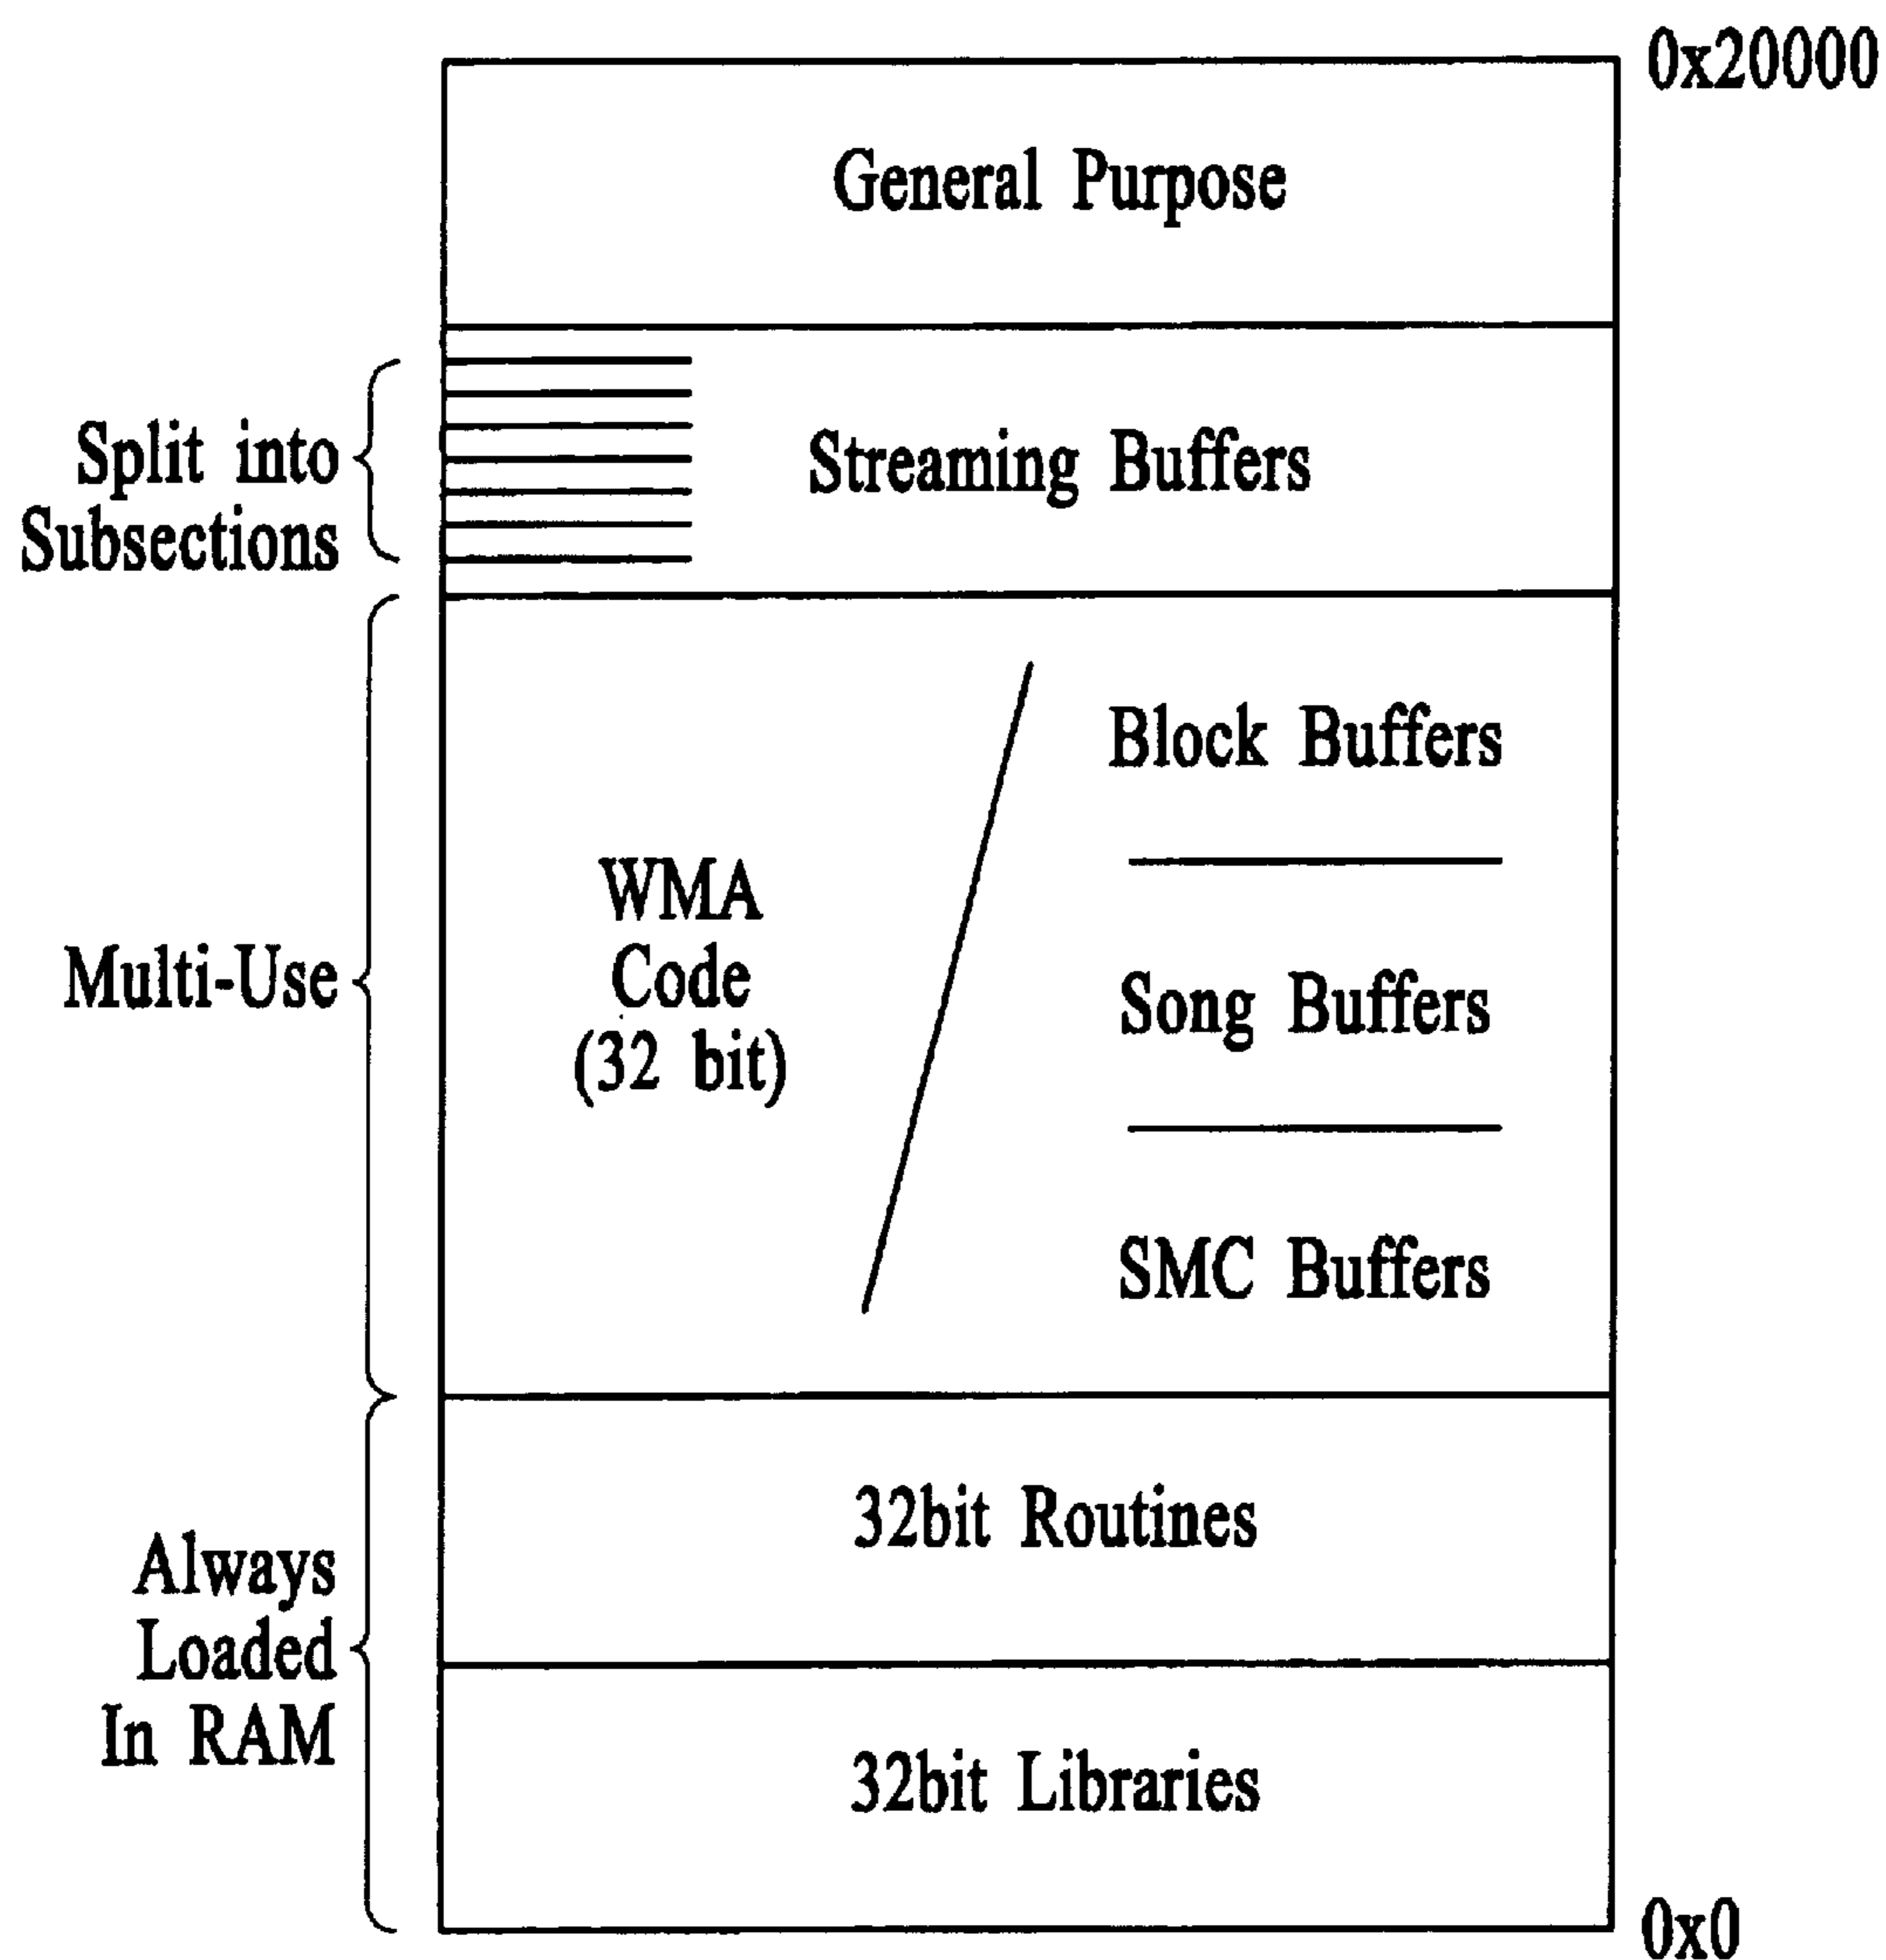 0x20000
General Purpose
Split into
Subsections
Streaming Buffers
Multi-Use
WMA
Code
(32 bit)
Block Buffers
Song Buffers
SMC Buffers
Always
Loaded
In RAM
32bit Routines
32bit Libraries
0x0